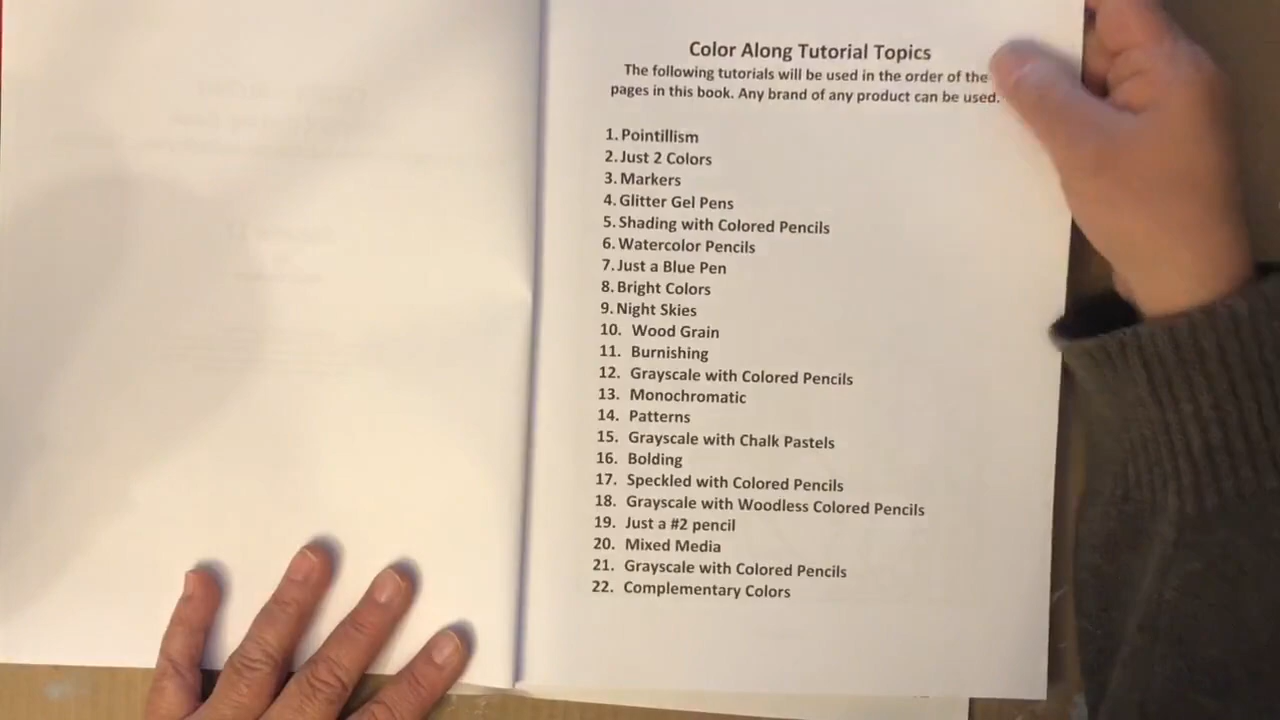 Color Along Tutorial Topics
The following tutorials will be used in the order of the
pages in this book. Any brand of any product can be used.
1. Pointillism
2. Just 2 Colors
3. Markers
4. Glitter Gel Pens
5. Shading with Colored Pencils
6. Watercolor Pencils
7. Just a Blue Pen
8. Bright Colors
9. Night Skies
10. Wood Grain
11. Burnishing
12. Grayscale with Colored Pencils
13. Monochromatic
14. Patterns
15. Grayscale with Chalk Pastels
16. Bolding
17. Speckled with Colored Pencils
18. Grayscale with Woodless Colored Pencils
19. Just a #2 pencil
20. Mixed Media
21. Grayscale with Colored Pencils
22. Complementary Colors